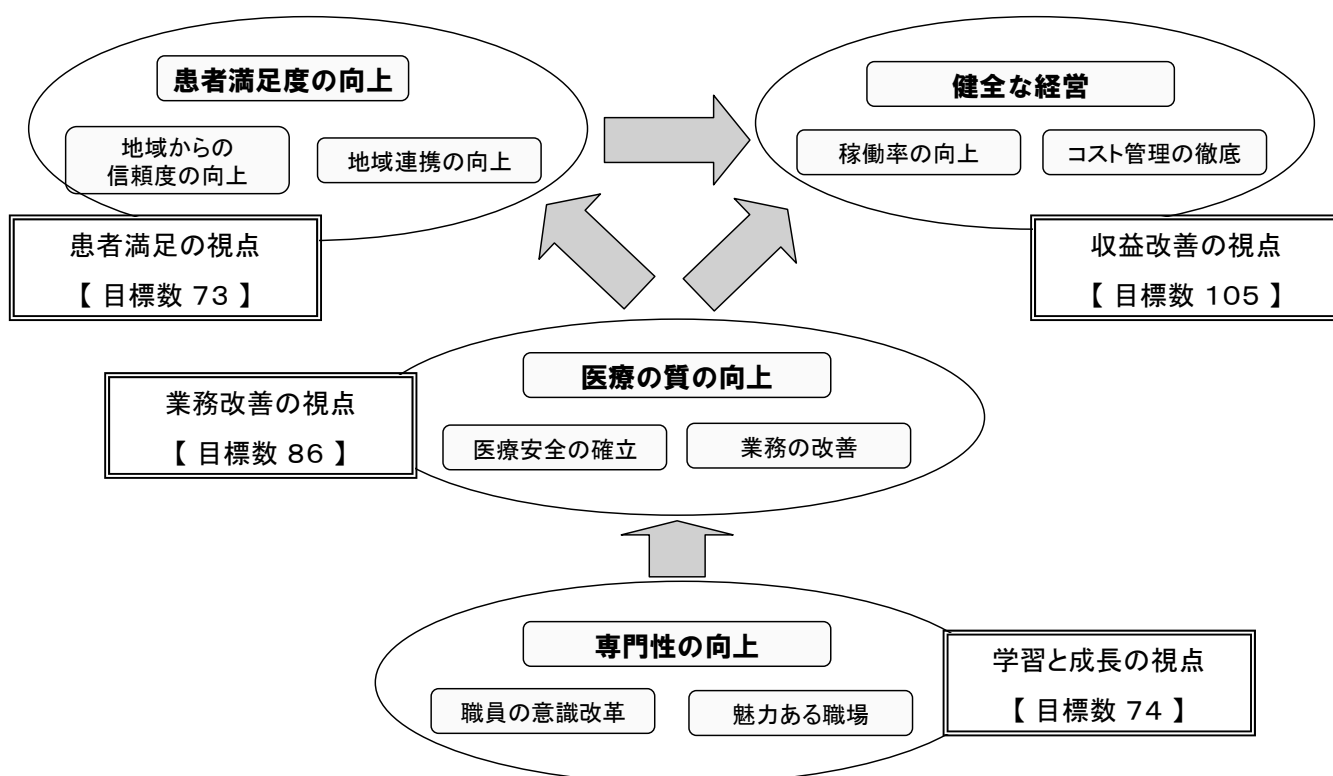 患者満足度の向上
地域からの
信頼度の向上
地域連携の向上
患者満足の視点
【 目標数 73 】
健全な経営
稼働率の向上
コスト管理の徹底
収益改善の視点
【 目標数 105 】
医療の質の向上
医療安全の確立
業務の改善
業務改善の視点
【 目標数 86 】
専門性の向上
職員の意識改革
魅力ある職場
学習と成長の視点
【 目標数 74 】